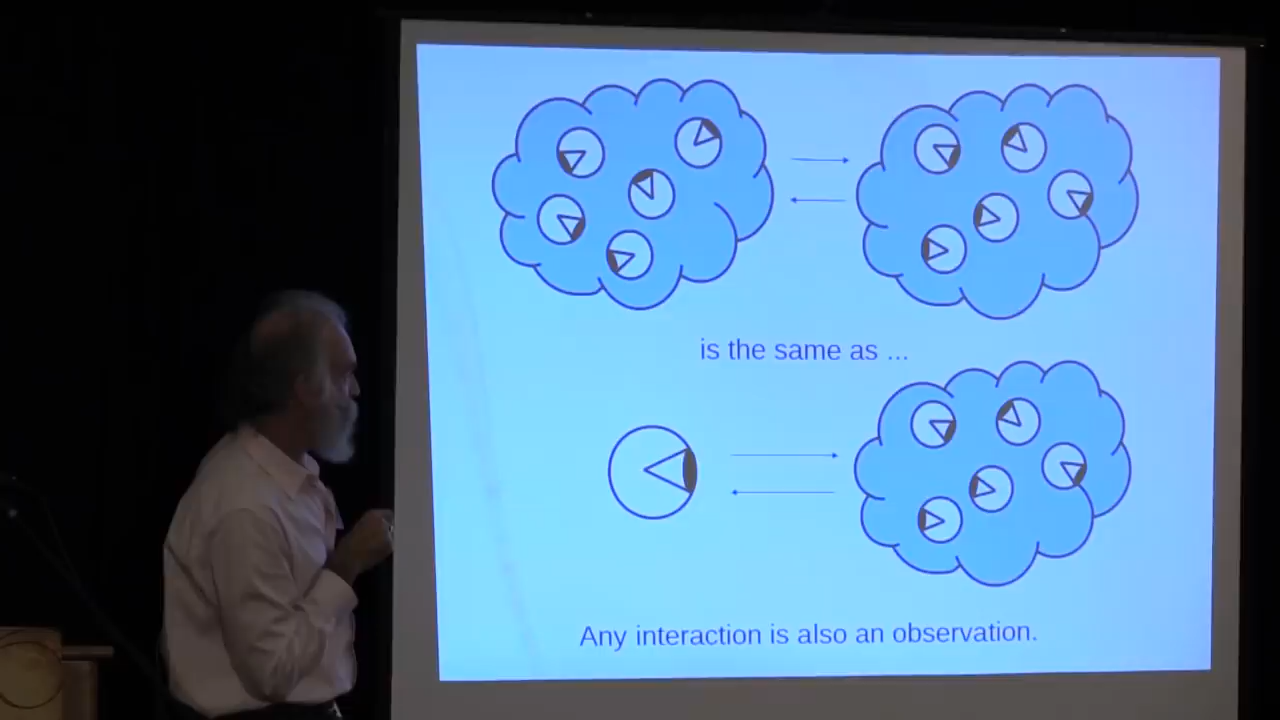 is the same as ...
Any interaction is also an observation.